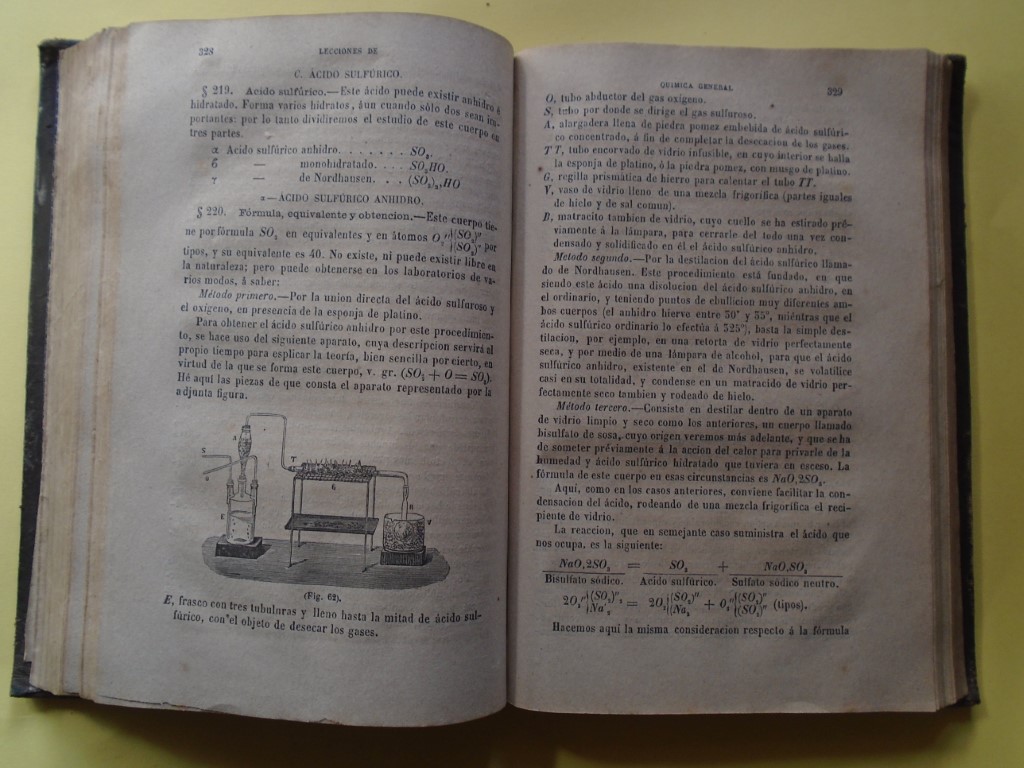 328
LECCIONES DE
C. ÁCIDO SULFÚRICO.
§ 219. Acido sulfúrico.—Este ácido puede existir anhidro é
hidratado. Forma varios hidratos, áun cuando sólo dos sean im-
portantes: por lo tanto dividiremos el estudio de este cuerpo en
tres partes.
α Acido sulfúrico anhidro. . . . . . . SO₃.
6 — monohidratado. . . . SO₃HO.
γ — de Nordhausen. . . (SO₃)₂,HO
α—ÁCIDO SULFÚRICO ANHIDRO.
§ 220. Fórmula, equivalente y obtencion.—Este cuerpo tie-
ne por fórmula SO₃ en equivalentes y en átomos (SO₂)'' (SO₂)'' por
tipos, y su equivalente es 40. No existe, ni puede existir libre en
la naturaleza; pero puede obtenerse en los laboratorios de va-
rios modos, á saber:
Método primero.—Por la union directa del ácido sulfuroso y
el oxígeno, en presencia de la esponja de platino.
Para obtener el ácido sulfúrico anhidro por este procedimien-
to, se hace uso del siguiente aparato, cuya descripcion servirá al
propio tiempo para esplicar la teoría, bien sencilla por cierto, en
virtud de la que se forma este cuerpo, v. gr. (SO₂ + O = SO₃).
Hé aquí las piezas de que consta el aparato representado por la
adjunta figura.
A
S
T
G
E
B
V
(Fig. 62).
E, frasco con tres tubuluras y lleno hasta la mitad de ácido sul-
fúrico, con el objeto de desecar los gases.
QUIMICA GENERAL
329
O, tubo abductor del gas oxígeno.
S, tubo por donde se dirige el gas sulfuroso.
A, alargadera llena de piedra pomez embebida de ácido sulfúri-
co concentrado, á fin de completar la desecacion de los gases.
TT, tubo encorvado de vidrio infusible, en cuyo interior se halla
la esponja de platino, ó la piedra pomez, con musgo de platino.
G, regilla prismática de hierro para calentar el tubo TT.
V, vaso de vidrio lleno de una mezcla frigorífica (partes iguales
de hielo y de sal comun).
B, matracito tambien de vidrio, cuyo cuello se ha estirado pré-
viamente á la lámpara, para cerrarle del todo una vez con-
densado y solidificado en él el ácido sulfúrico anhidro.
Metodo segundo.—Por la destilacion del ácido sulfúrico llama-
do de Nordhausen. Este procedimiento está fundado, en que
siendo este ácido una disolucion del ácido sulfúrico anhidro, en
el ordinario, y teniendo puntos de ebullicion muy diferentes am-
bos cuerpos (el anhidro hierve entre 30° y 35°, miéntras que el
ácido sulfúrico ordinario lo efectúa á 325°), basta la simple des-
tilacion, por ejemplo, en una retorta de vidrio perfectamente
seca, y por medio de una lámpara de alcohol, para que el ácido
sulfúrico anhidro, existente en el de Nordhausen, se volatilice
casi en su totalidad, y condense en un matracido de vidrio per-
fectamente seco tambien y rodeado de hielo.
Método tercero.—Consiste en destilar dentro de un aparato
de vidrio limpio y seco como los anteriores, un cuerpo llamado
bisulfato de sosa, cuyo origen veremos más adelante, y que se ha
de someter préviamente á la accion del calor para privarle de la
humedad y ácido sulfúrico hidratado que tuviera en esceso. La
fórmula de este cuerpo en esas circunstancias es NaO,2SO₃.
Aquí, como en los casos anteriores, conviene facilitar la con-
densacion del ácido, rodeando de una mezcla frigorífica el reci-
piente de vidrio.
La reaccion, que en semejante caso suministra el ácido que
nos ocupa. es la siguiente:
NaO,2SO₃ = SO₃ + NaO,SO₃
Bisulfato sódico. Acido sulfúrico. Sulfato sódico neutro.
(SO₂)'' Na₂ = (SO₂)'' Na₂ + (SO₂)'' (SO₂)'' (tipos).
Hacemos aquí la misma consideracion respecto á la fórmula